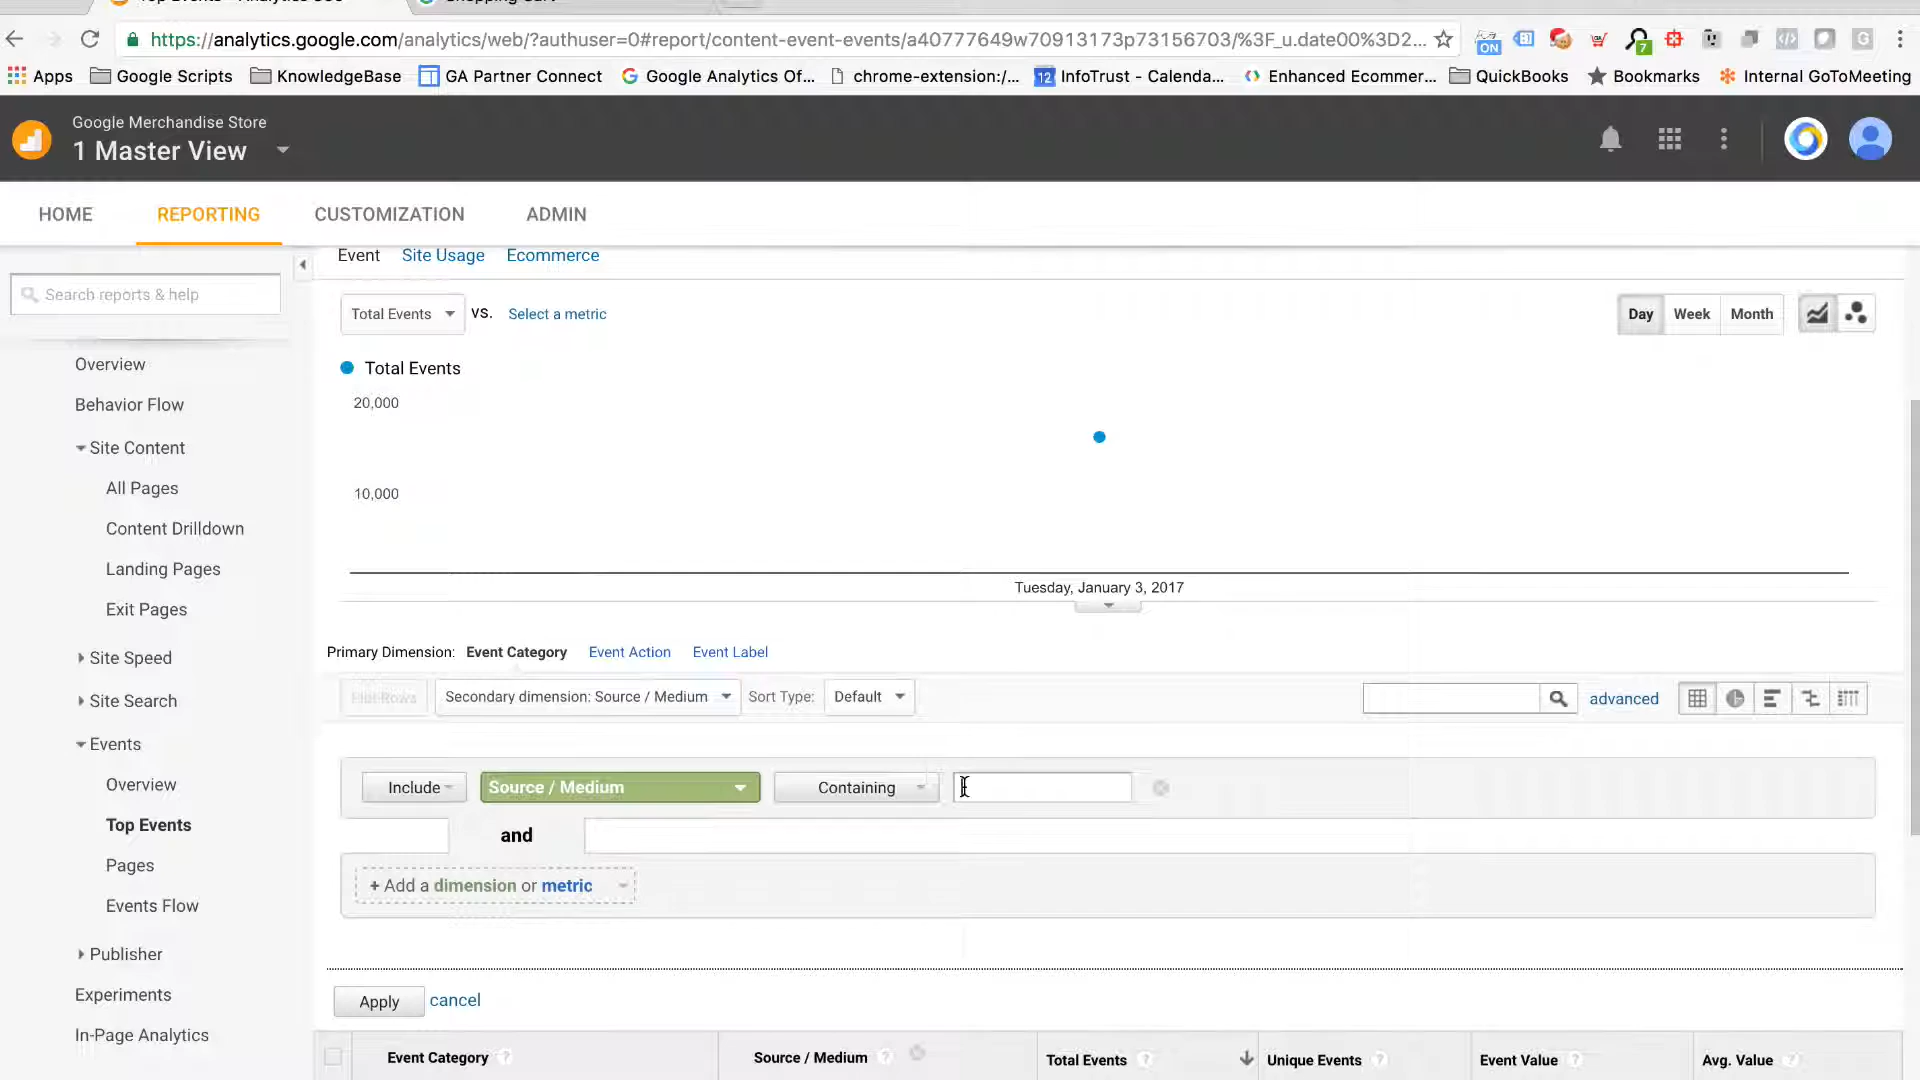 https://analytics.google.com/analytics/web/?authuser=0#report/content-event-events/a40777649w70913173p73156703/%3F_u.date00%3D2...
ON
7
G
Apps
Google Scripts
KnowledgeBase
GA Partner Connect
Google Analytics Of...
chrome-extension:/...
12
InfoTrust - Calenda...
Enhanced Ecommer...
QuickBooks
Bookmarks
Internal GoToMeeting
Google Merchandise Store
1 Master View
HOME
REPORTING
CUSTOMIZATION
ADMIN
Search reports & help
Overview
Behavior Flow
Site Content
All Pages
Content Drilldown
Landing Pages
Exit Pages
Site Speed
Site Search
Events
Overview
Top Events
Pages
Events Flow
Publisher
Experiments
In-Page Analytics
Event
Site Usage
Ecommerce
Total Events
VS.
Select a metric
Day
Week
Month
Total Events
20,000
10,000
Tuesday, January 3, 2017
Primary Dimension:
Event Category
Event Action
Event Label
Plot Rows
Secondary dimension: Source / Medium
Sort Type:
Default
advanced
Include
Source / Medium
Containing
and
+ Add a dimension or metric
Apply
cancel
Event Category
Source / Medium
Total Events
Unique Events
Event Value
Avg. Value